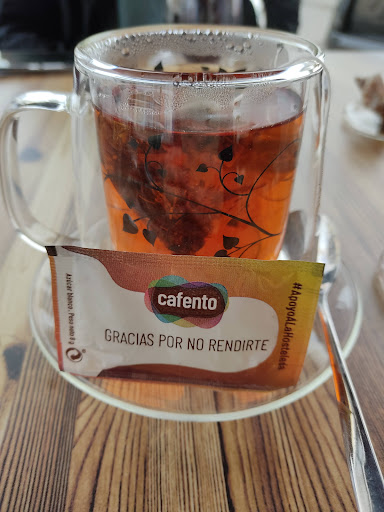 cafento
GRACIAS POR NO RENDIRTE
#ApoyoALaHostelería
Azúcar blanco. Peso neto 8 g